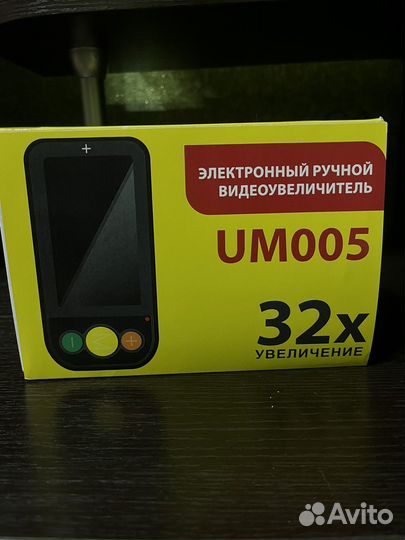 ЭЛЕКТРОННЫЙ РУЧНОЙ
ВИДЕОУВЕЛИЧИТЕЛЬ
UM005
32x
УВЕЛИЧЕНИЕ
+
− M +
Avito